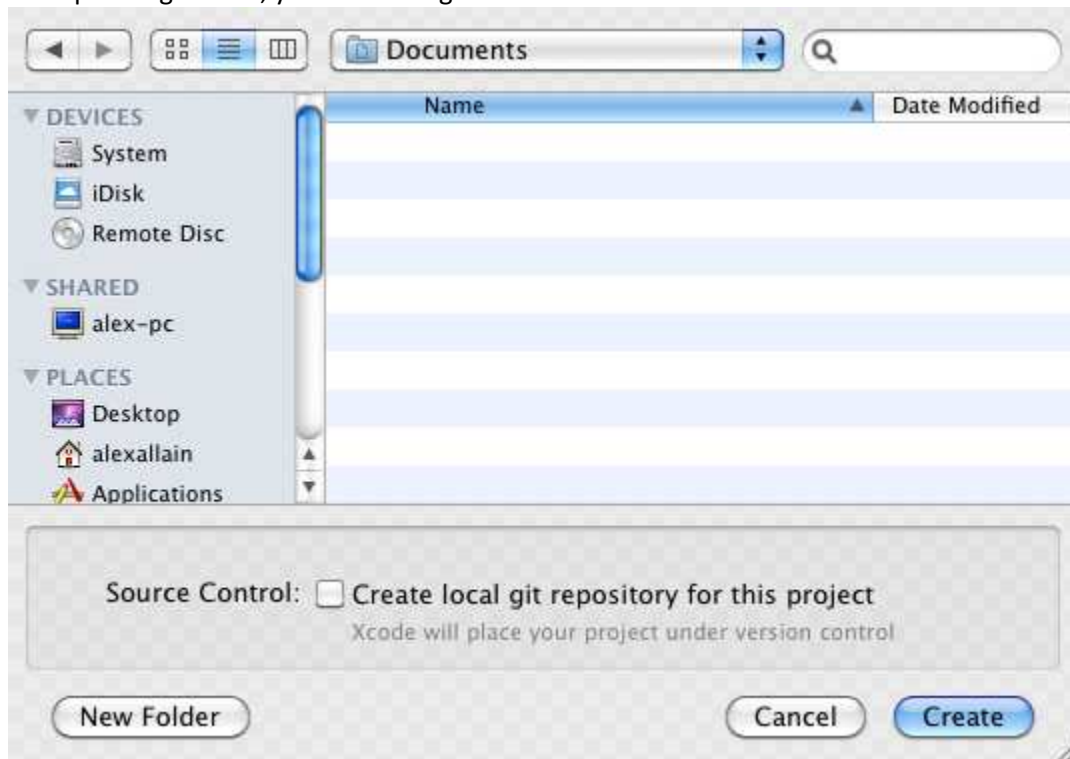 Documents
Name
Date Modified
DEVICES
System
iDisk
Remote Disc
SHARED
alex-pc
PLACES
Desktop
alexallain
Applications
Source Control: Create local git repository for this project
Xcode will place your project under version control
New Folder
Cancel
Create